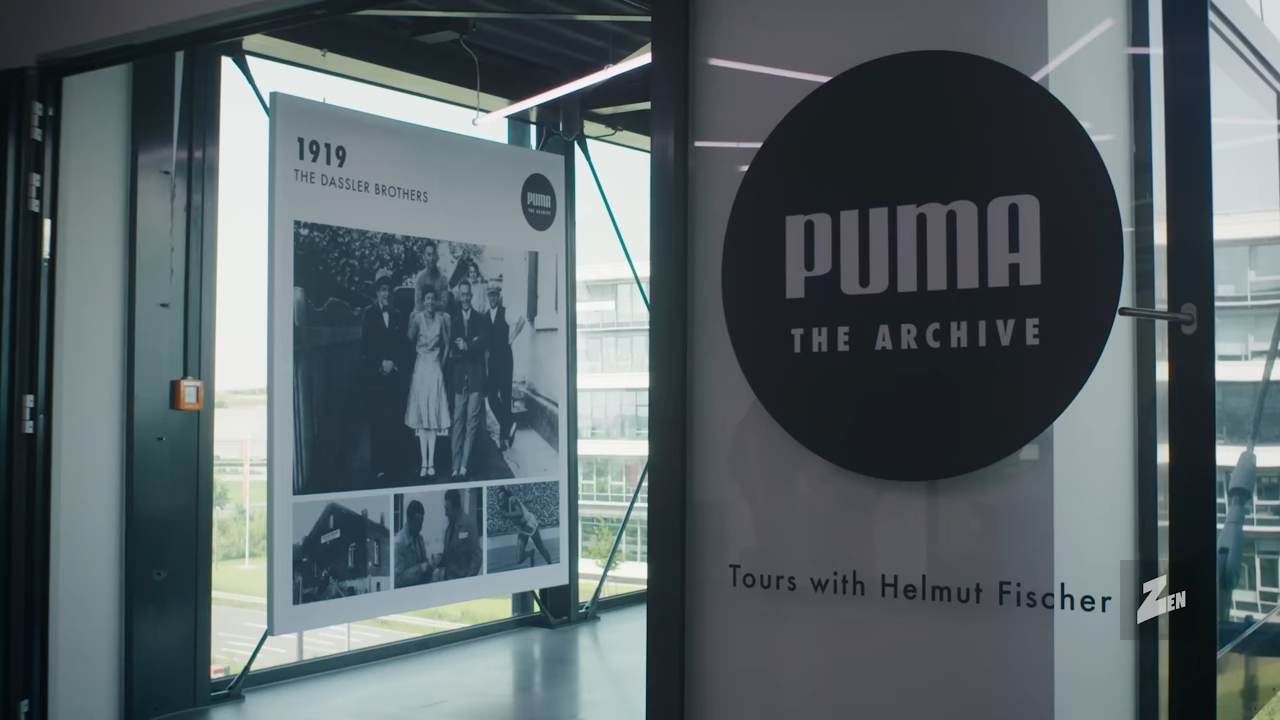 1919
THE DASSLER BROTHERS
PUMA
THE ARCHIVE
PUMA
THE ARCHIVE
Tours with Helmut Fischer
ZEN